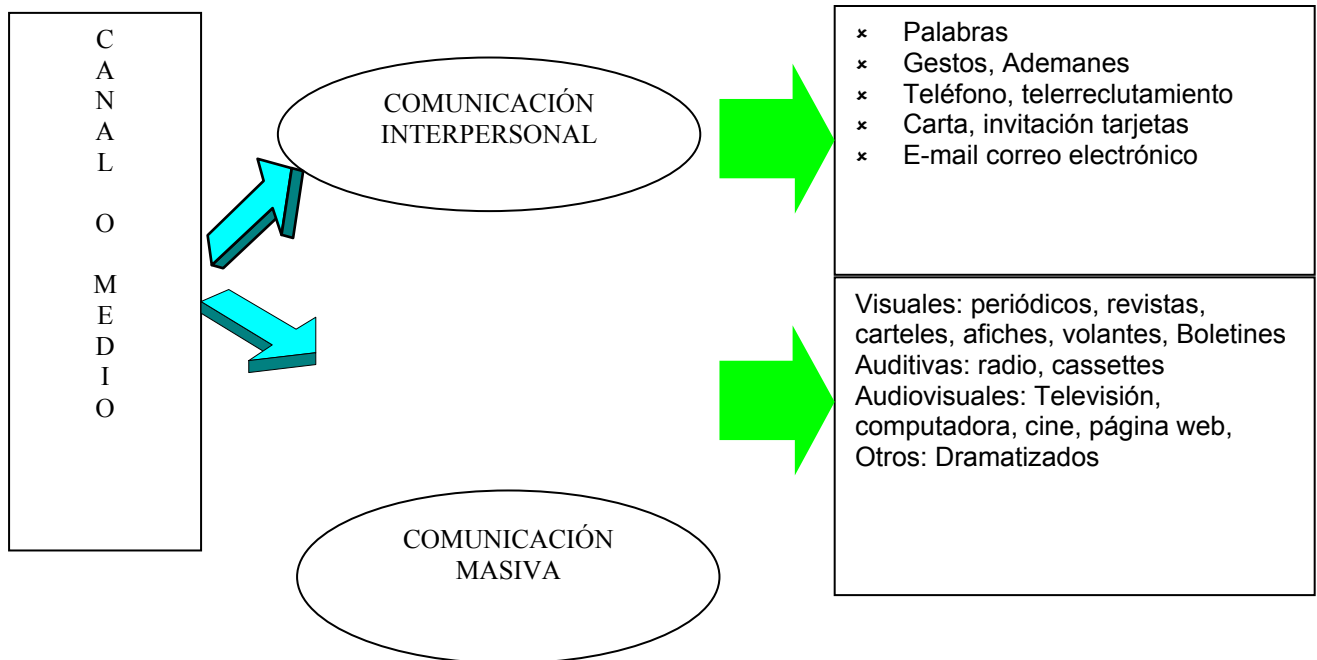 C
A
N
A
L
O
M
E
D
I
O
COMUNICACIÓN
INTERPERSONAL
× Palabras
× Gestos, Ademanes
× Teléfono, telerreclutamiento
× Carta, invitación tarjetas
× E-mail correo electrónico
Visuales: periódicos, revistas,
carteles, afiches, volantes, Boletines
Auditivas: radio, cassettes
Audiovisuales: Televisión,
computadora, cine, página web,
Otros: Dramatizados
COMUNICACIÓN
MASIVA